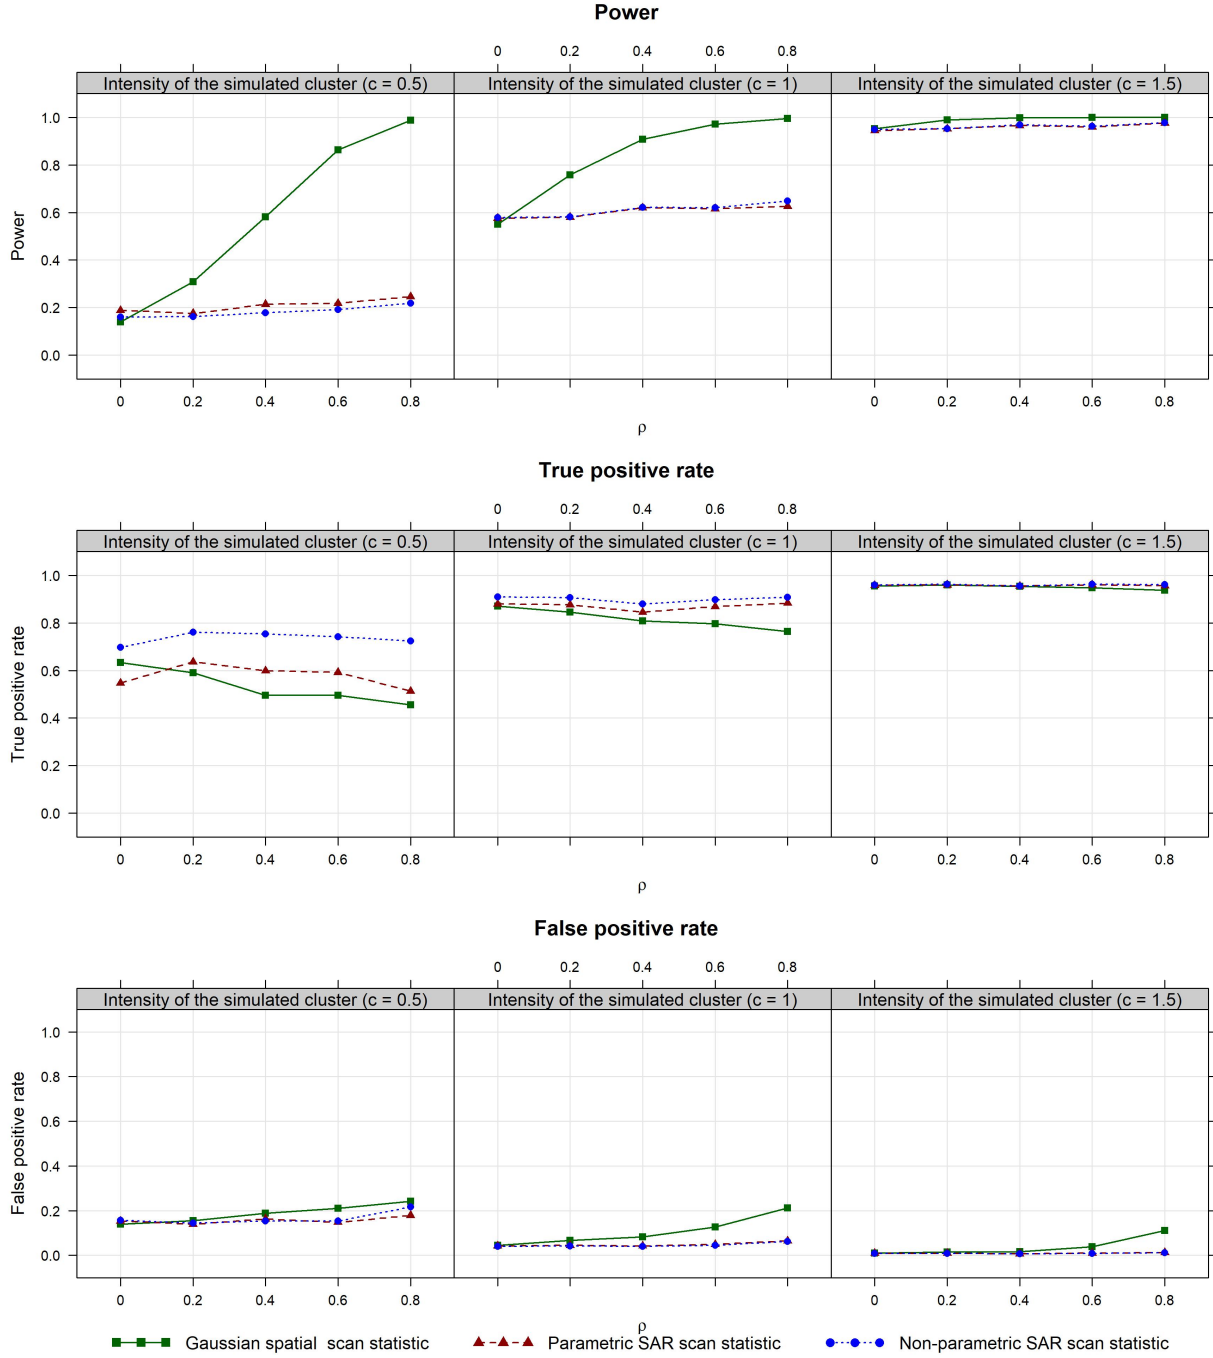 Power
0 0.2 0.4 0.6 0.8
Intensity of the simulated cluster (c = 0.5) Intensity of the simulated cluster (c = 1) Intensity of the simulated cluster (c = 1.5)
1.0
0.8
0.6
0.4
0.2
0.0
Power
0 0.2 0.4 0.6 0.8 0 0.2 0.4 0.6 0.8
ρ
True positive rate
0 0.2 0.4 0.6 0.8
Intensity of the simulated cluster (c = 0.5) Intensity of the simulated cluster (c = 1) Intensity of the simulated cluster (c = 1.5)
1.0
0.8
0.6
0.4
0.2
0.0
True positive rate
0 0.2 0.4 0.6 0.8 0 0.2 0.4 0.6 0.8
ρ
False positive rate
0 0.2 0.4 0.6 0.8
Intensity of the simulated cluster (c = 0.5) Intensity of the simulated cluster (c = 1) Intensity of the simulated cluster (c = 1.5)
1.0
0.8
0.6
0.4
0.2
0.0
False positive rate
0 0.2 0.4 0.6 0.8 0 0.2 0.4 0.6 0.8
ρ
Gaussian spatial scan statistic Parametric SAR scan statistic Non-parametric SAR scan statistic